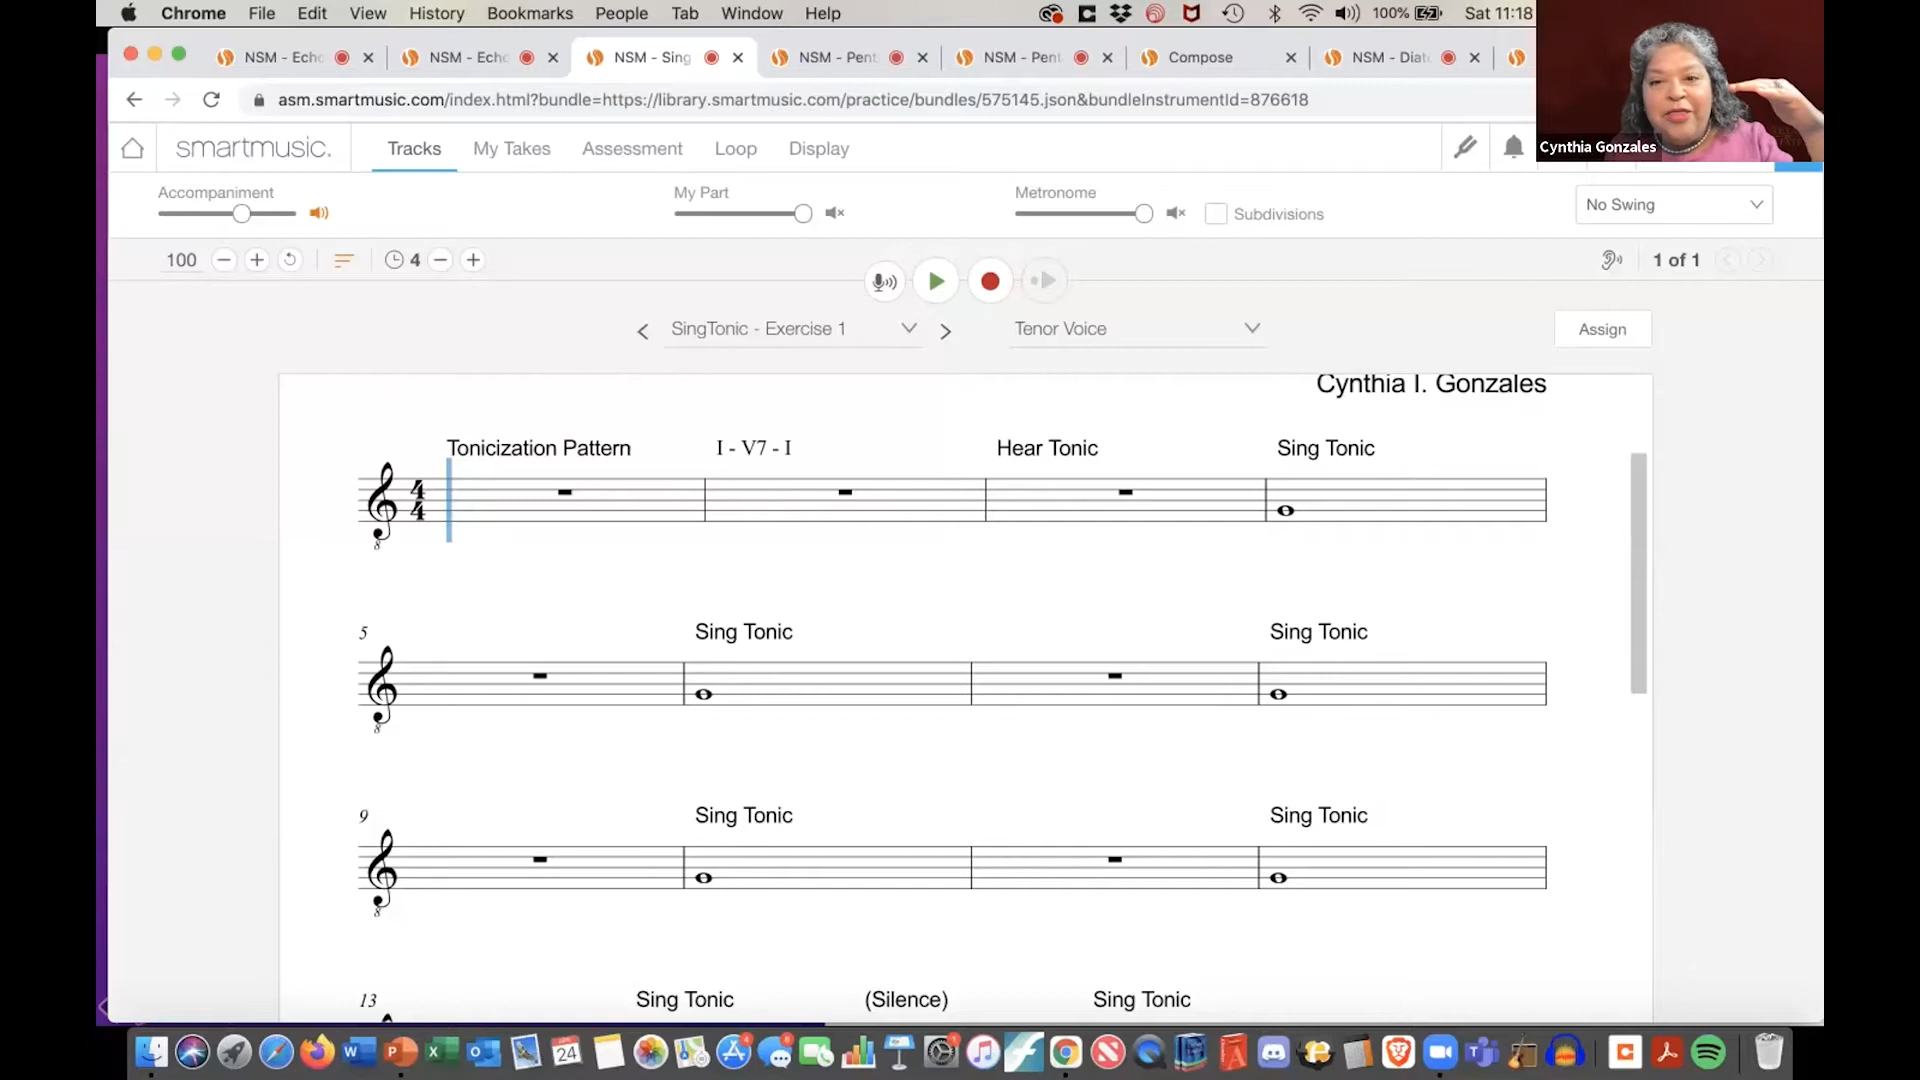 Chrome File Edit View History Bookmarks People Tab Window Help 100% Sat 11:18
NSM - Echo NSM - Echo NSM - Sing NSM - Pent NSM - Pent Compose NSM - Diat
asm.smartmusic.com/index.html?bundle=https://library.smartmusic.com/practice/bundles/575145.json&bundleInstrumentId=876618
Cynthia Gonzales
smartmusic. Tracks My Takes Assessment Loop Display
Accompaniment My Part Metronome
Subdivisions No Swing
100 4 1 of 1
SingTonic - Exercise 1 Tenor Voice Assign
Cynthia I. Gonzales
Tonicization Pattern I - V7 - I Hear Tonic Sing Tonic
4
4
8
5 Sing Tonic Sing Tonic
8
9 Sing Tonic Sing Tonic
8
13 Sing Tonic (Silence) Sing Tonic